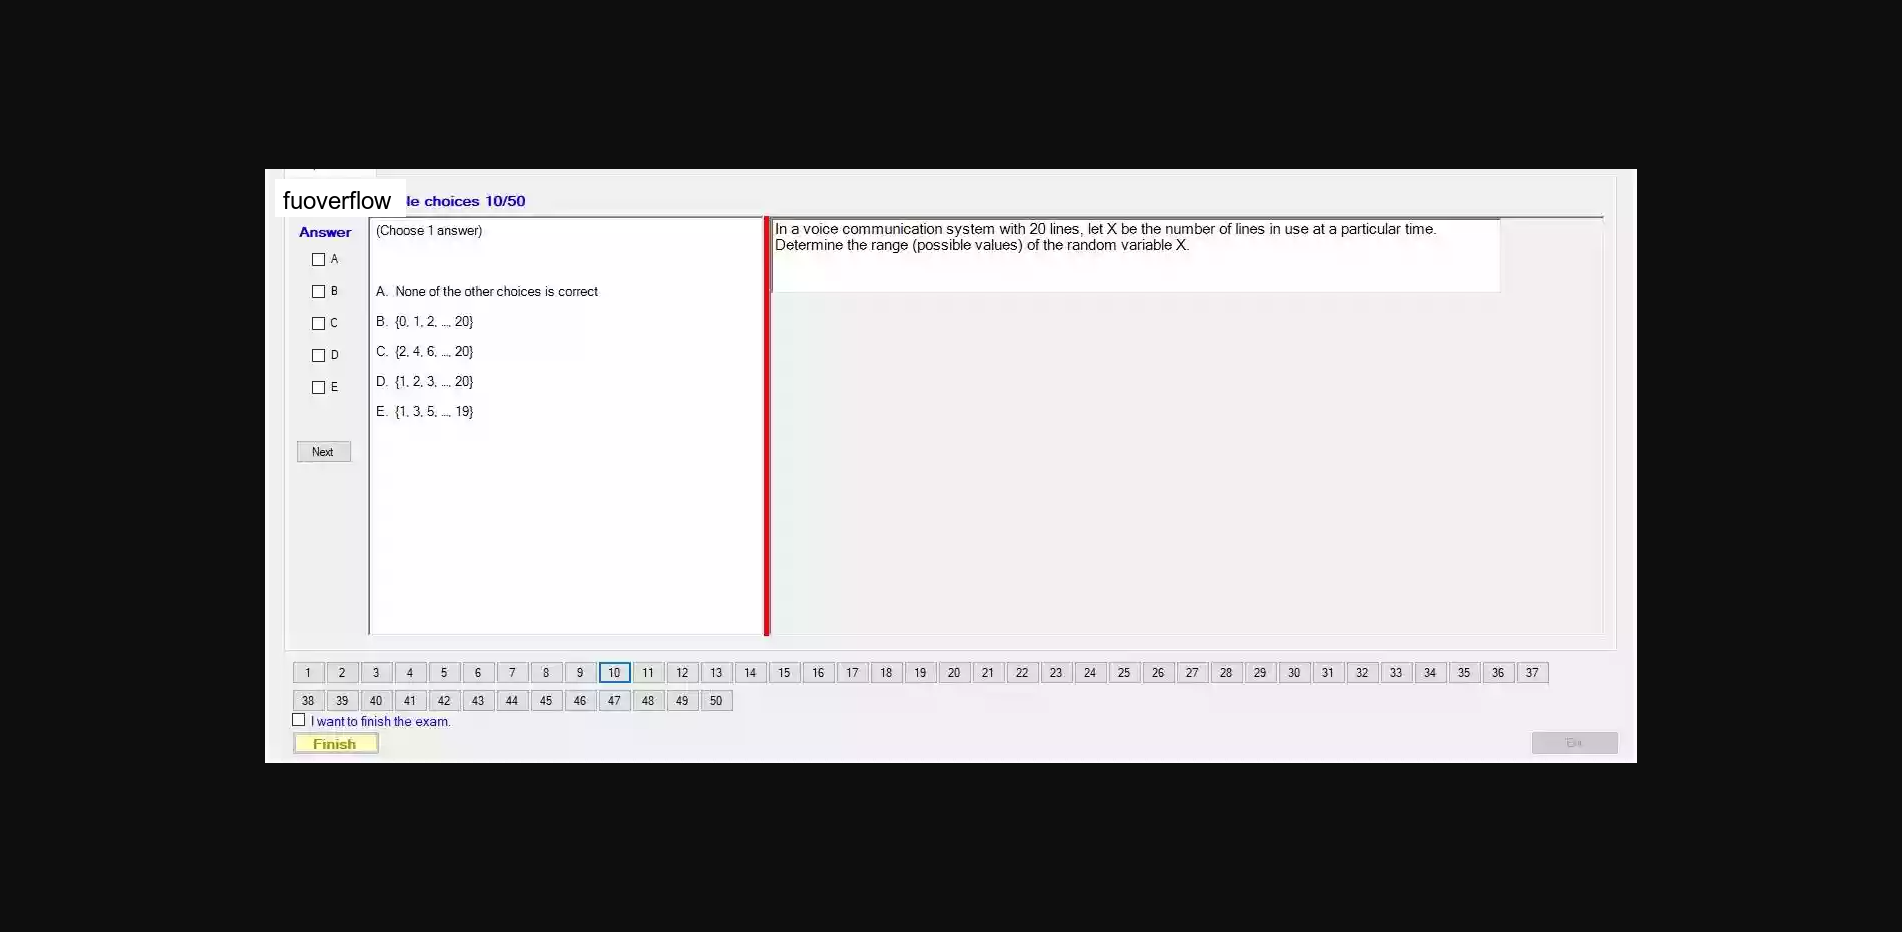 fuoverflow
le choices 10/50
Answer
(Choose 1 answer)
In a voice communication system with 20 lines, let X be the number of lines in use at a particular time.
Determine the range (possible values) of the random variable X.
A
B
C
D
E
A. None of the other choices is correct
B. {0, 1, 2, ..., 20}
C. {2, 4, 6, ..., 20}
D. {1, 2, 3, ..., 20}
E. {1, 3, 5, ..., 19}
Next
1 2 3 4 5 6 7 8 9 10 11 12 13 14 15 16 17 18 19 20 21 22 23 24 25 26 27 28 29 30 31 32 33 34 35 36 37
38 39 40 41 42 43 44 45 46 47 48 49 50
I want to finish the exam.
Finish